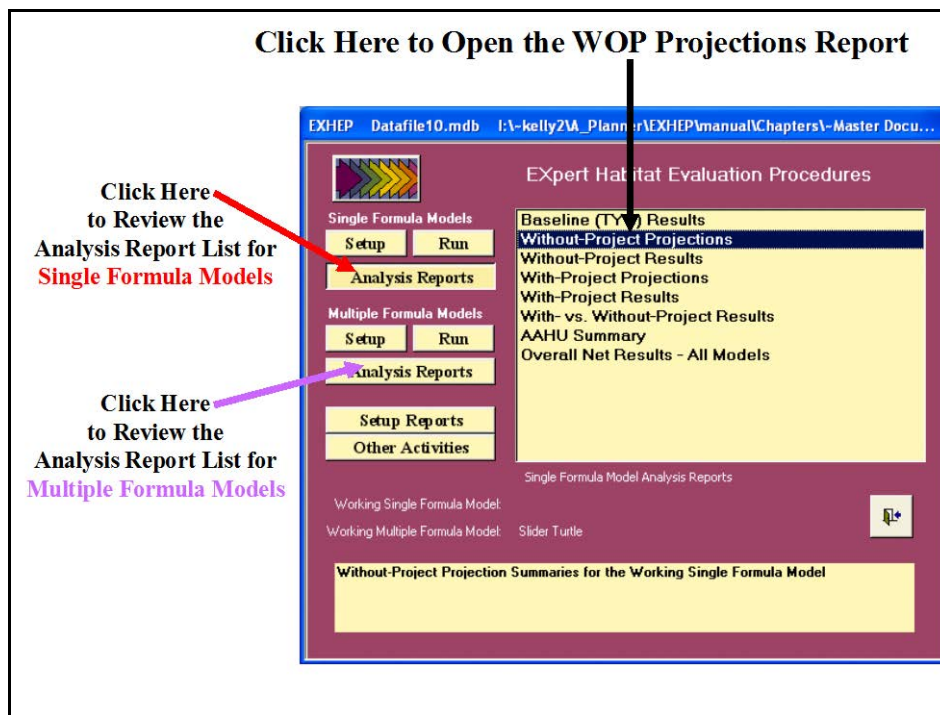 Click Here to Open the WOP Projections Report
EXHEP Datafile10.mdb I:\~kelly2\A_Planner\EXHEP\manual\Chapters\~Master Docu...
EXpert Habitat Evaluation Procedures
Click Here
to Review the
Analysis Report List for
Single Formula Models
Single Formula Models
Setup Run
Analysis Reports
Multiple Formula Models
Setup Run
Analysis Reports
Setup Reports
Other Activities
Baseline Results
Without-Project Projections
Without-Project Results
With-Project Projections
With-Project Results
With- vs. Without-Project Results
AAHU Summary
Overall Net Results - All Models
Click Here
to Review the
Analysis Report List for
Multiple Formula Models
Single Formula Model Analysis Reports
Working Single Formula Model:
Working Multiple Formula Model: Slider Turtle
Without-Project Projection Summaries for the Working Single Formula Model